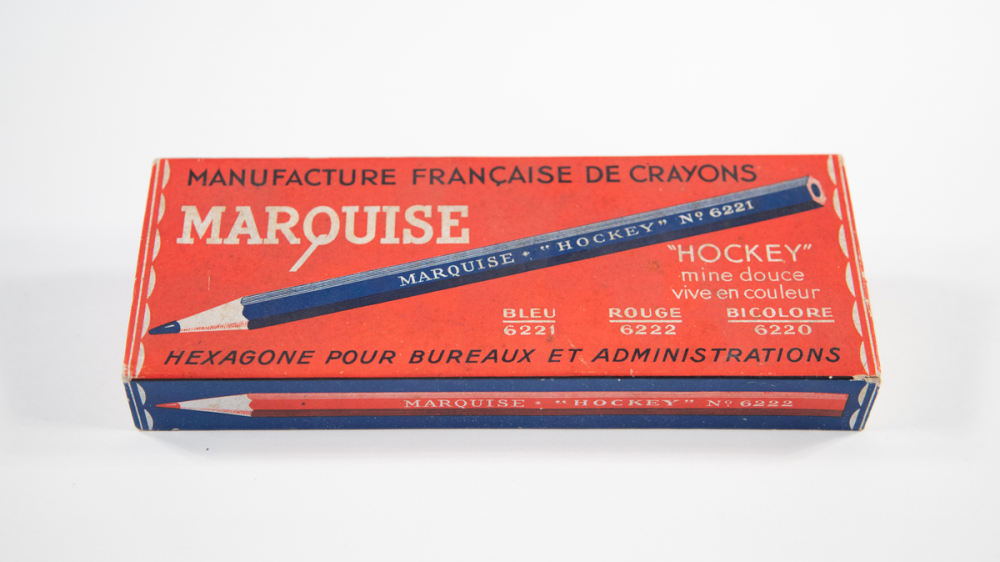 MANUFACTURE FRANÇAISE DE CRAYONS
MARQUISE
MARQUISE • "HOCKEY" Nº 6221
"HOCKEY"
mine douce
vive en couleur
BLEU ROUGE BICOLORE
6221 6222 6220
HEXAGONE POUR BUREAUX ET ADMINISTRATIONS
MARQUISE • "HOCKEY" Nº 6222